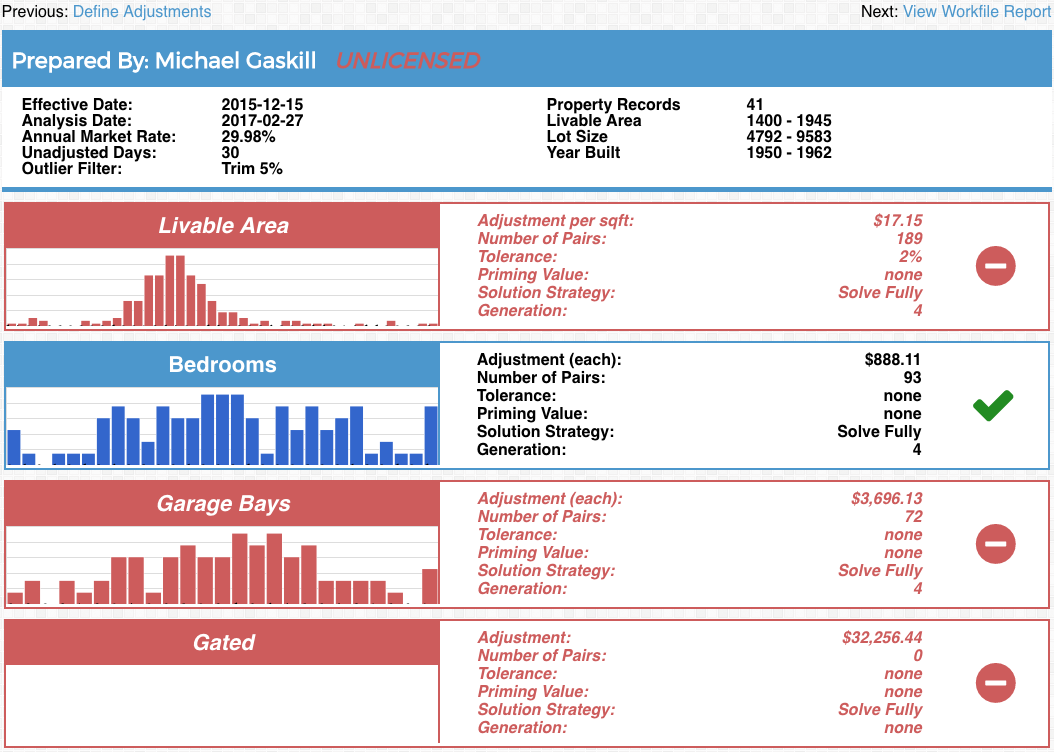 Previous: Define Adjustments
Next: View Workfile Report
Prepared By: Michael Gaskill UNLICENSED
Effective Date: 2015-12-15
Analysis Date: 2017-02-27
Annual Market Rate: 29.98%
Unadjusted Days: 30
Outlier Filter: Trim 5%
Property Records 41
Livable Area 1400 - 1945
Lot Size 4792 - 9583
Year Built 1950 - 1962
Livable Area
Adjustment per sqft: $17.15
Number of Pairs: 189
Tolerance: 2%
Priming Value: none
Solution Strategy: Solve Fully
Generation: 4
Bedrooms
Adjustment (each): $888.11
Number of Pairs: 93
Tolerance: none
Priming Value: none
Solution Strategy: Solve Fully
Generation: 4
Garage Bays
Adjustment (each): $3,696.13
Number of Pairs: 72
Tolerance: none
Priming Value: none
Solution Strategy: Solve Fully
Generation: 4
Gated
Adjustment: $32,256.44
Number of Pairs: 0
Tolerance: none
Priming Value: none
Solution Strategy: Solve Fully
Generation: none